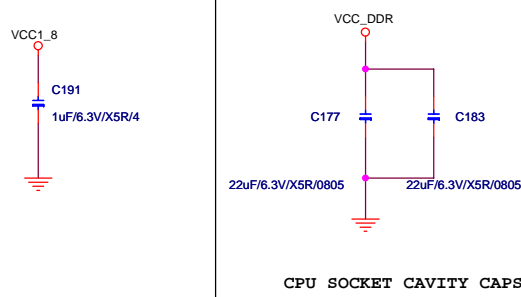 VCC1_8
C191
1uF/6.3V/X5R/4
VCC_DDR
C177
C183
22uF/6.3V/X5R/0805
22uF/6.3V/X5R/0805
CPU SOCKET CAVITY CAPS